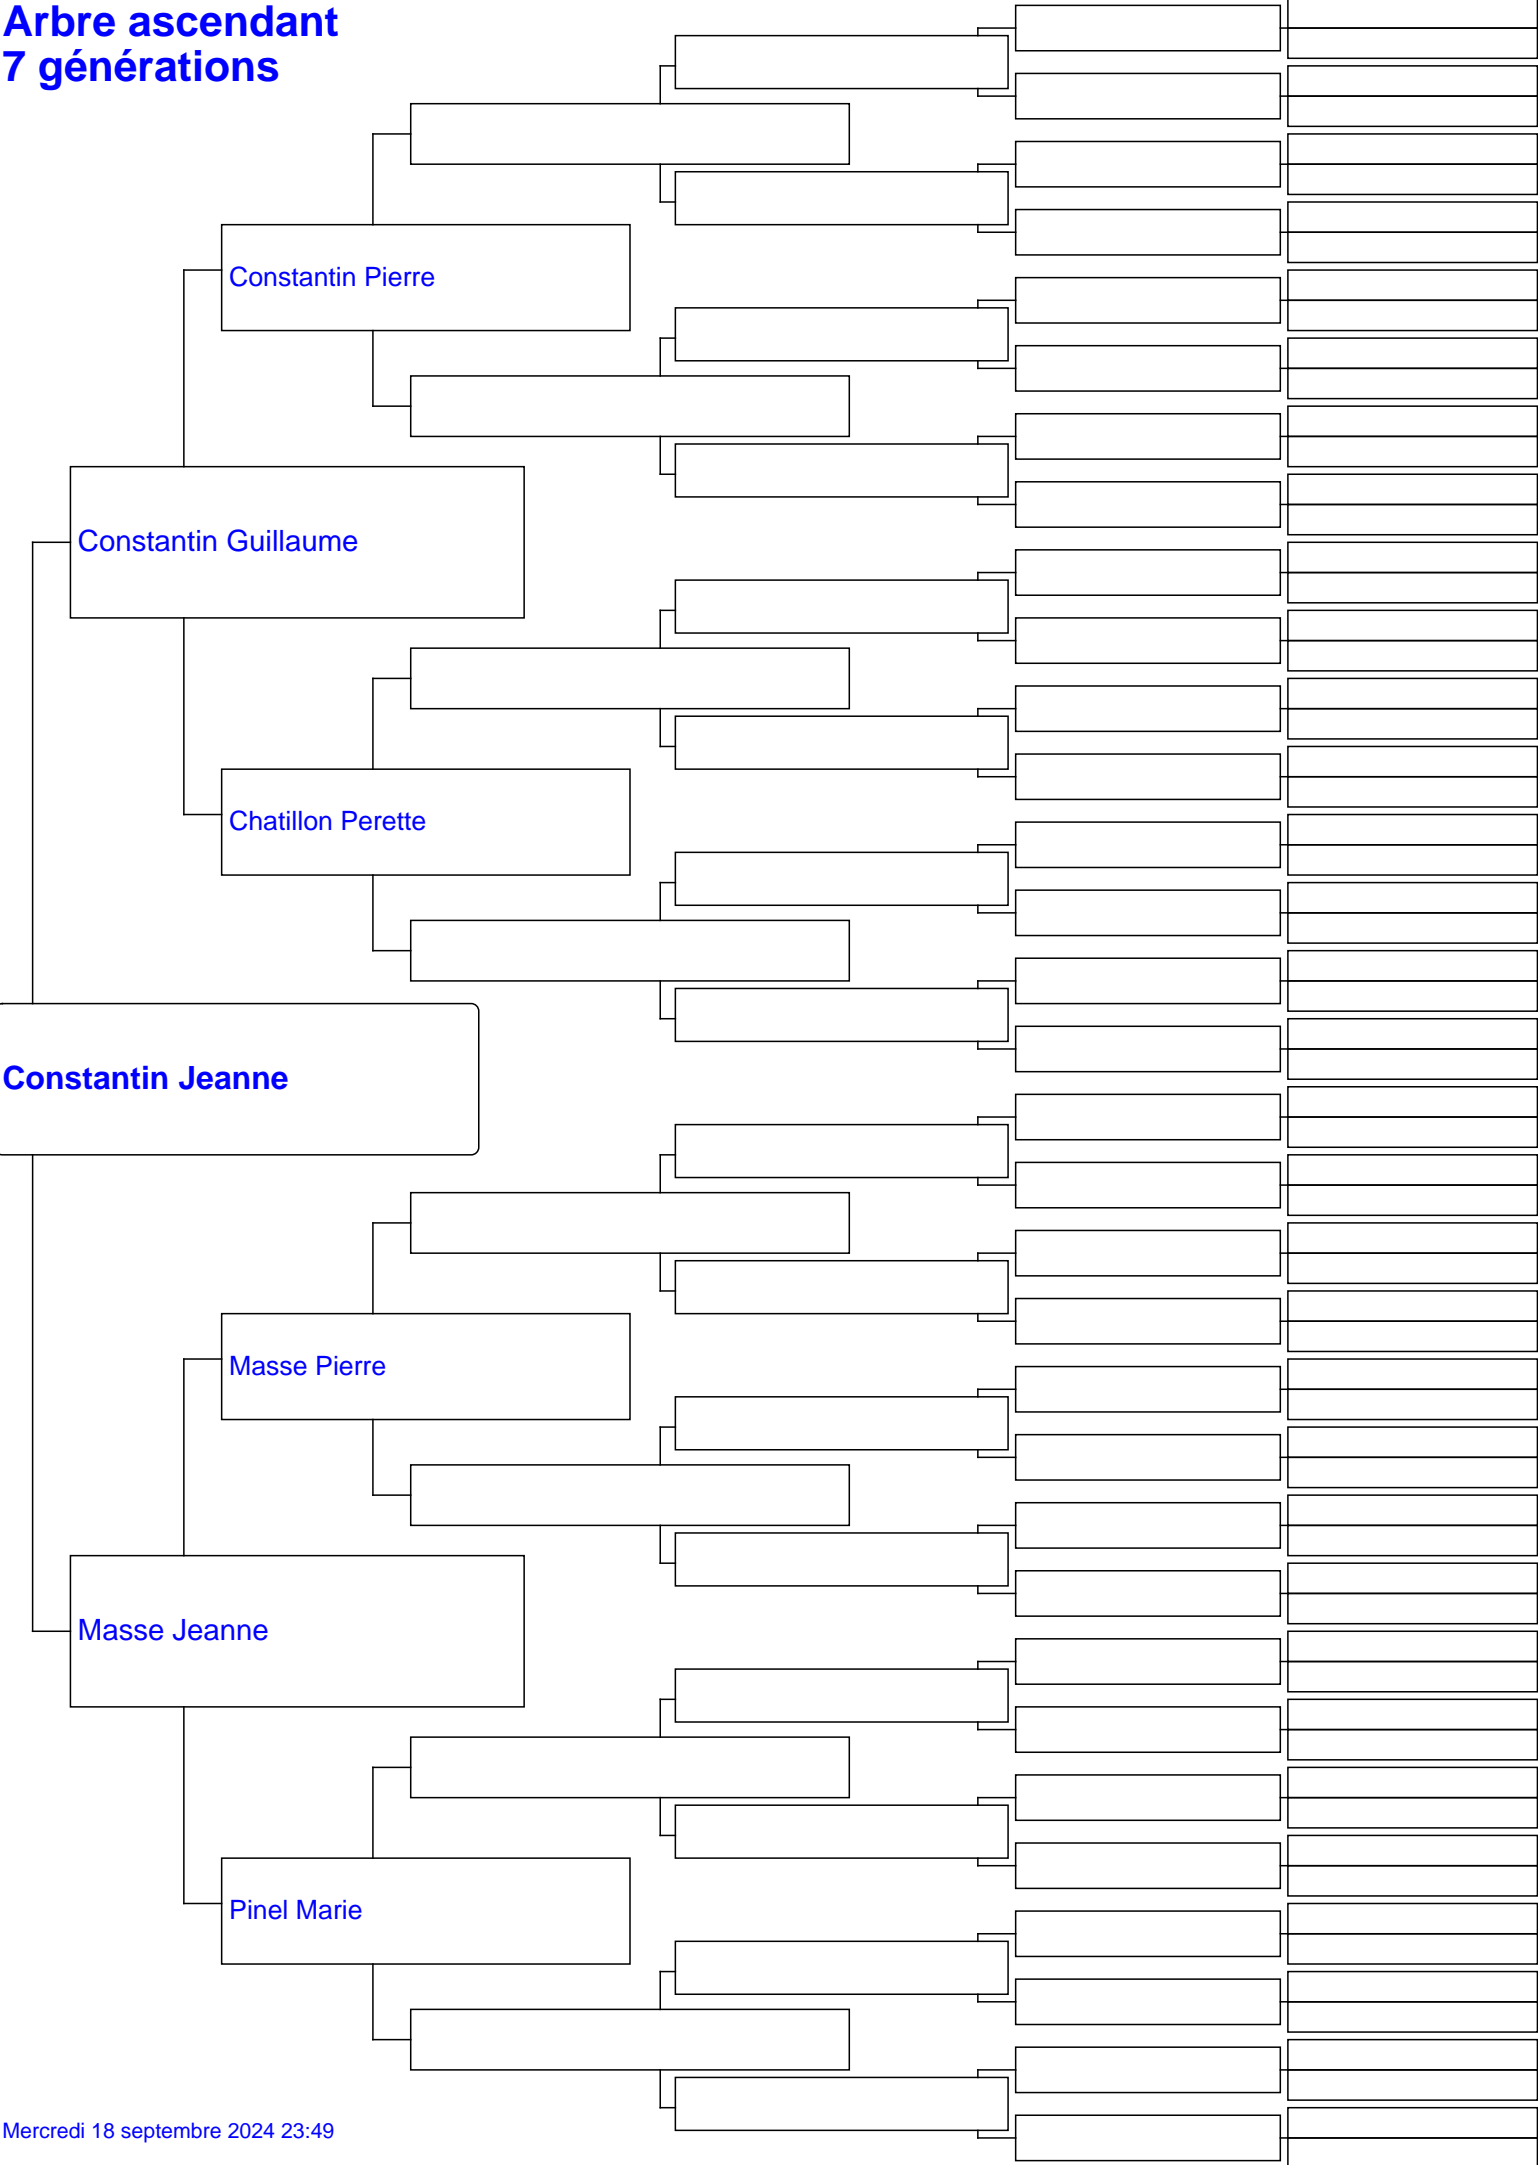 Arbre ascendant
7 générations
Constantin Pierre
Constantin Guillaume
Chatillon Perette
Constantin Jeanne
Masse Pierre
Masse Jeanne
Pinel Marie
Mercredi 18 septembre 2024 23:49